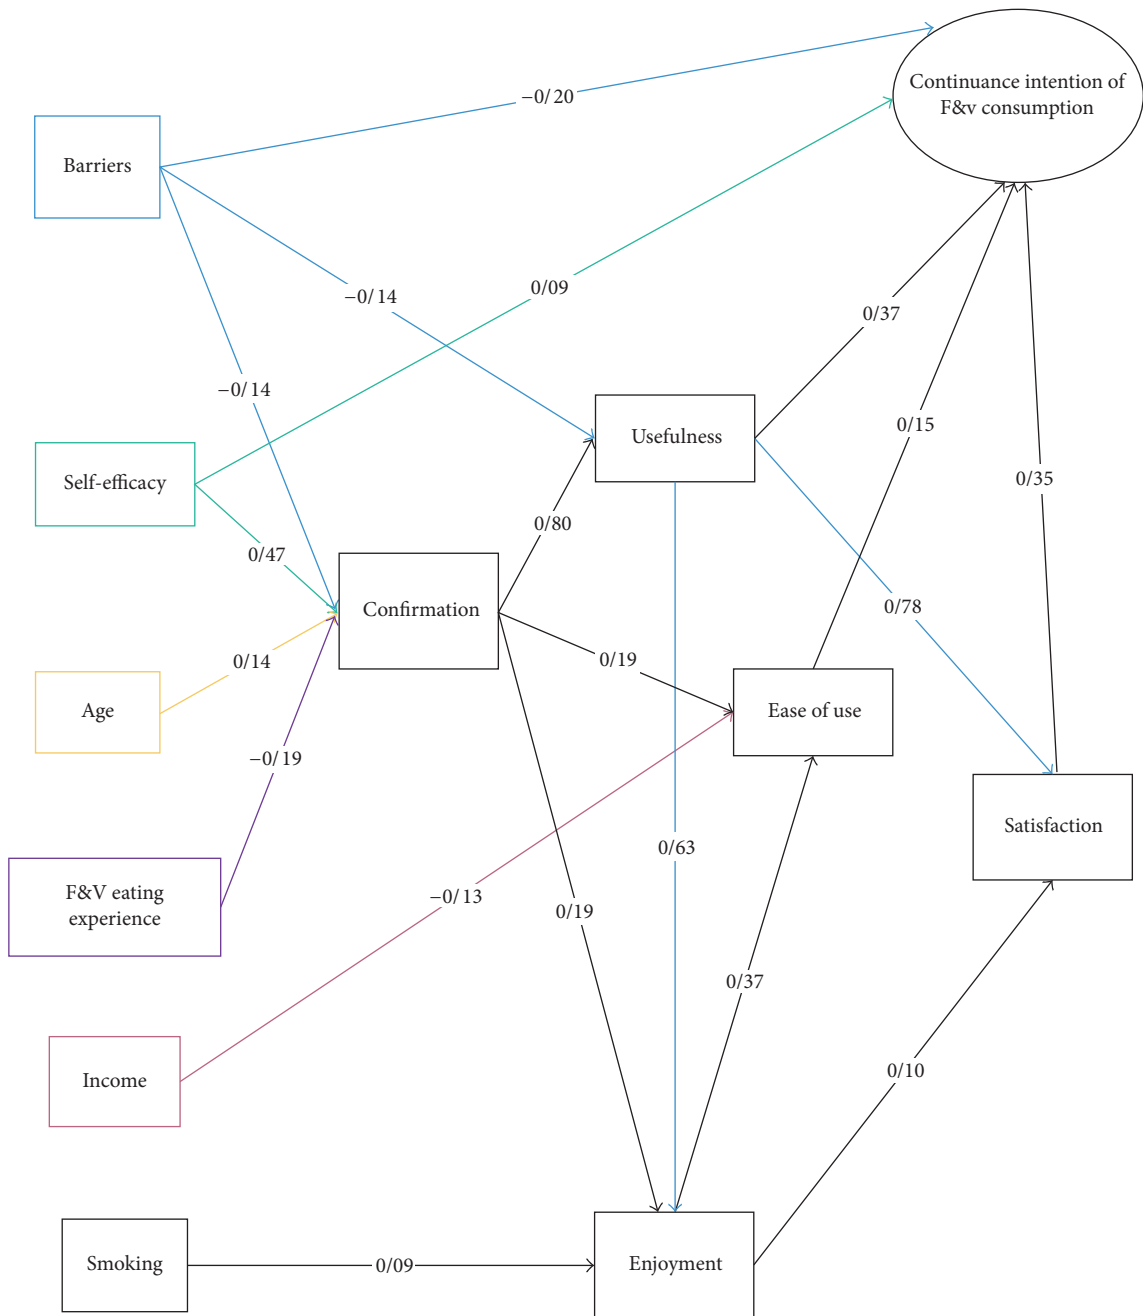 Continuance intention of
F&v consumption
−0/20
Barriers
0/09
−0/14
0/37
−0/14
0/15
Usefulness
Self-efficacy
0/35
0/80
0/47
0/78
Confirmation
0/19
0/14
Age
Ease of use
−0/19
Satisfaction
0/63
F&V eating
experience
−0/13
0/19
0/37
Income
0/10
Smoking
0/09
Enjoyment